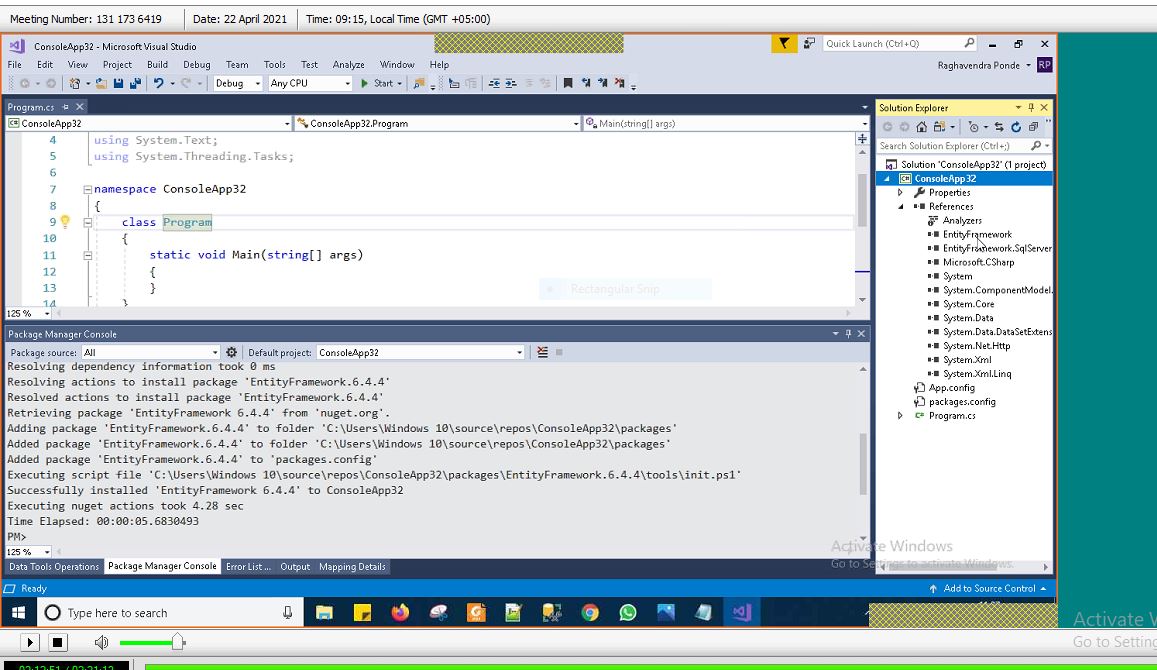 Meeting Number: 131 173 6419 Date: 22 April 2021 Time: 09:15, Local Time (GMT +05:00)
ConsoleApp32 - Microsoft Visual Studio Quick Launch (Ctrl+Q)
File Edit View Project Build Debug Team Tools Test Analyze Window Help Raghavendra Ponde RP
Debug Any CPU Start
Program.cs
ConsoleApp32 ConsoleApp32.Program Main(string[] args)
4 using System.Text;
5 using System.Threading.Tasks;
6
7 namespace ConsoleApp32
8 {
9 class Program
10 {
11 static void Main(string[] args)
12 {
13 }
14 }
Rectangular Snip
125 %
Solution Explorer
Search Solution Explorer (Ctrl+;)
Solution 'ConsoleApp32' (1 project)
ConsoleApp32
Properties
References
Analyzers
EntityFramework
EntityFramework.SqlServer
Microsoft.CSharp
System
System.ComponentModel.
System.Core
System.Data
System.Data.DataSetExtens
System.Net.Http
System.Xml
System.Xml.Linq
App.config
packages.config
Program.cs
Package Manager Console
Package source: All Default project: ConsoleApp32
Resolving dependency information took 0 ms
Resolving actions to install package 'EntityFramework.6.4.4'
Resolved actions to install package 'EntityFramework.6.4.4'
Retrieving package 'EntityFramework 6.4.4' from 'nuget.org'.
Adding package 'EntityFramework.6.4.4' to folder 'C:\Users\Windows 10\source\repos\ConsoleApp32\packages'
Added package 'EntityFramework.6.4.4' to folder 'C:\Users\Windows 10\source\repos\ConsoleApp32\packages'
Added package 'EntityFramework.6.4.4' to 'packages.config'
Executing script file 'C:\Users\Windows 10\source\repos\ConsoleApp32\packages\EntityFramework.6.4.4\tools\init.ps1'
Successfully installed 'EntityFramework 6.4.4' to ConsoleApp32
Executing nuget actions took 4.28 sec
Time Elapsed: 00:00:05.6830493
PM>
125 %
Activate Windows
Go to Settings to activate Windows.
Data Tools Operations Package Manager Console Error List ... Output Mapping Details
Ready Add to Source Control
Type here to search
Activate
Go to Setting